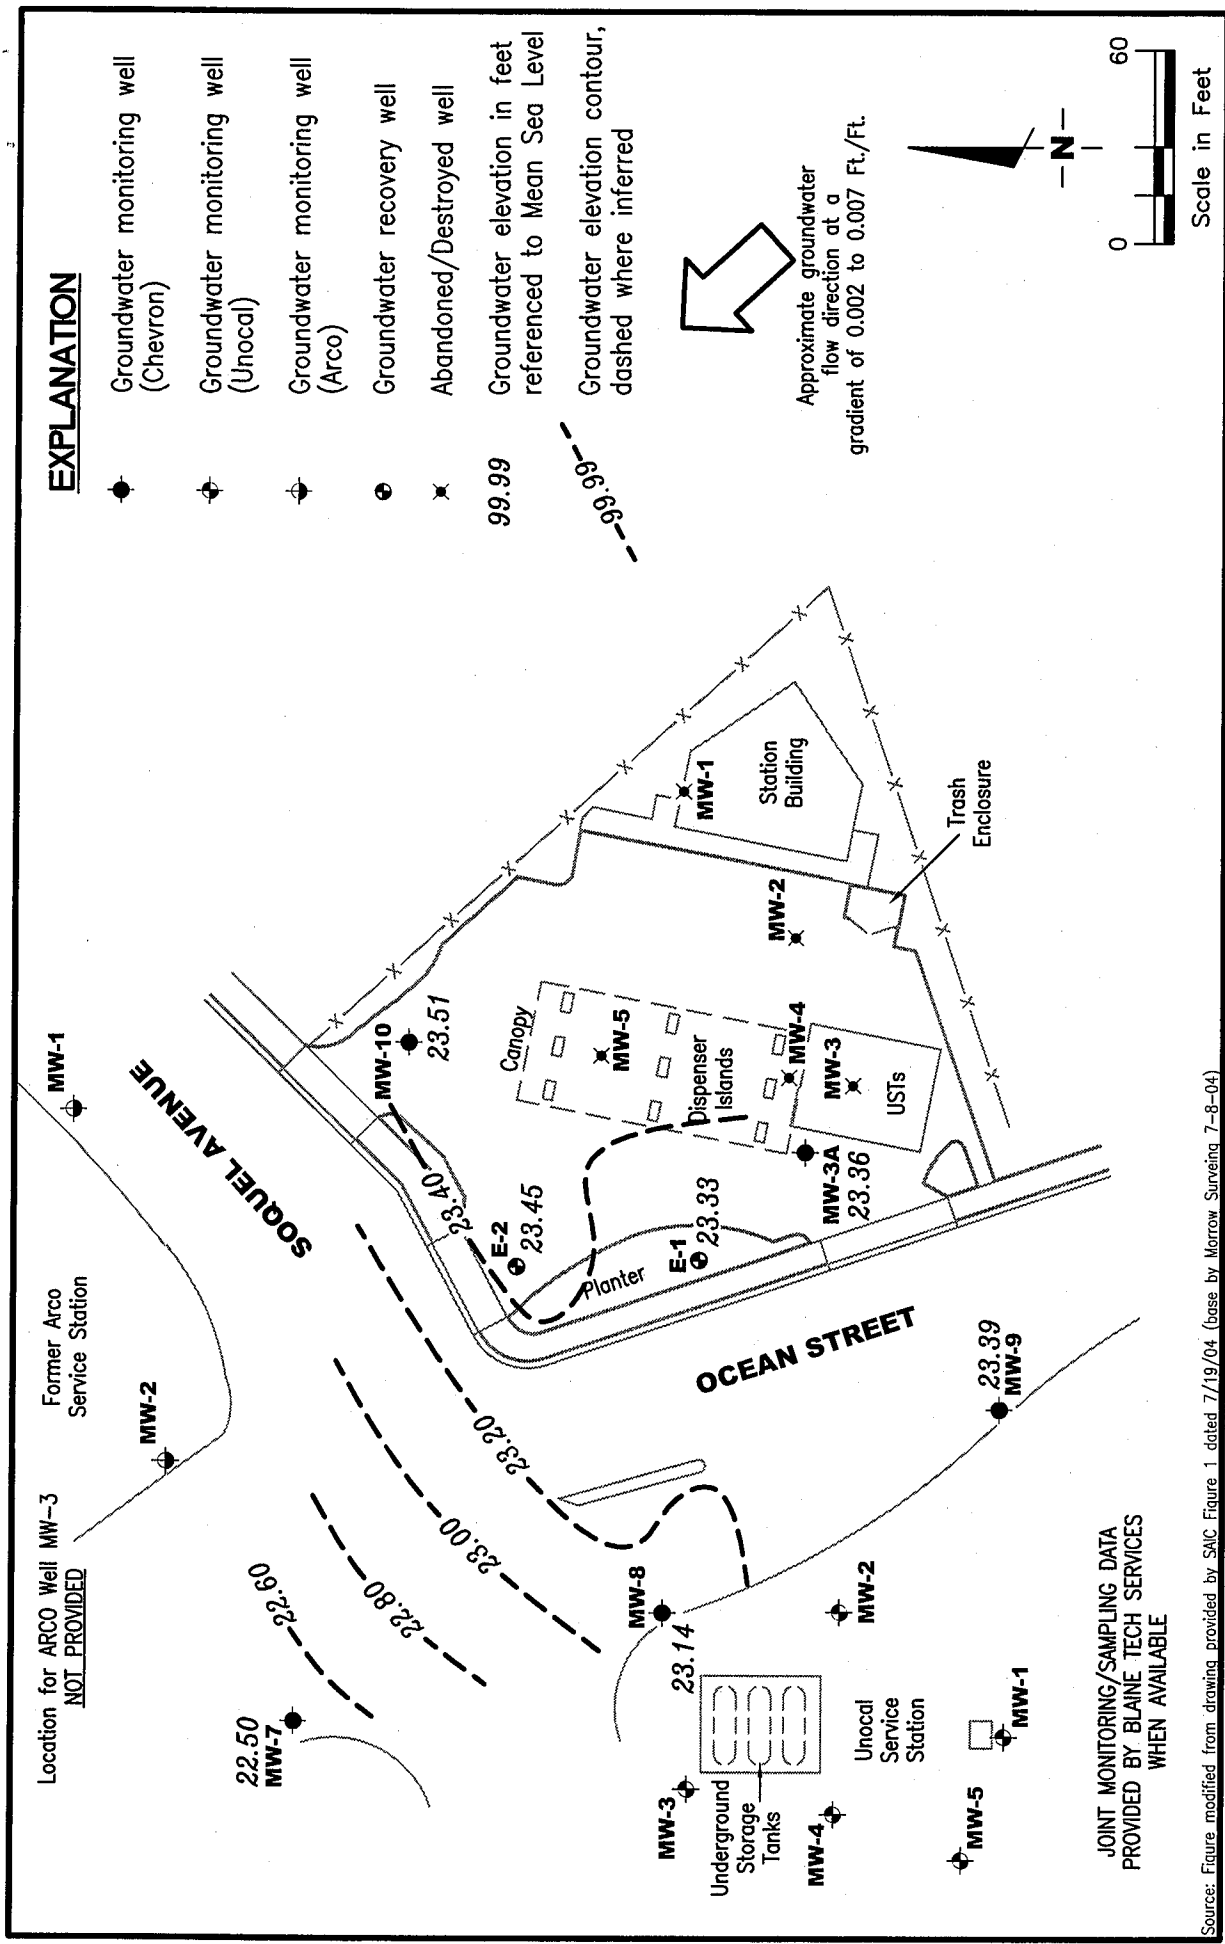 EXPLANATION
Groundwater monitoring well
(Chevron)
Groundwater monitoring well
(Unocal)
Groundwater monitoring well
(Arco)
Groundwater recovery well
Abandoned/Destroyed well
99.99
Groundwater elevation in feet
referenced to Mean Sea Level
99.99
Groundwater elevation contour,
dashed where inferred
Approximate groundwater
flow direction at a
gradient of 0.002 to 0.007 Ft./Ft.
N
0
60
Scale in Feet
Location for ARCO Well MW-3
NOT PROVIDED
Former Arco
Service Station
MW-1
MW-2
SOQUEL AVENUE
22.50
MW-7
22.60
22.80
23.00
23.20
23.40
MW-10
23.51
E-2
23.45
Canopy
MW-5
Dispenser
Islands
MW-4
MW-3
USTs
MW-2
MW-1
Station
Building
Trash
Enclosure
Planter
E-1
23.33
MW-3A
23.36
OCEAN STREET
23.39
MW-9
MW-8
23.14
MW-2
MW-3
Underground
Storage
Tanks
MW-4
Unocal
Service
Station
MW-1
MW-5
JOINT MONITORING/SAMPLING DATA
PROVIDED BY BLAINE TECH SERVICES
WHEN AVAILABLE
Source: Figure modified from drawing provided by SAIC Figure 1 dated 7/19/04 (base by Morrow Surveing 7-8-04)